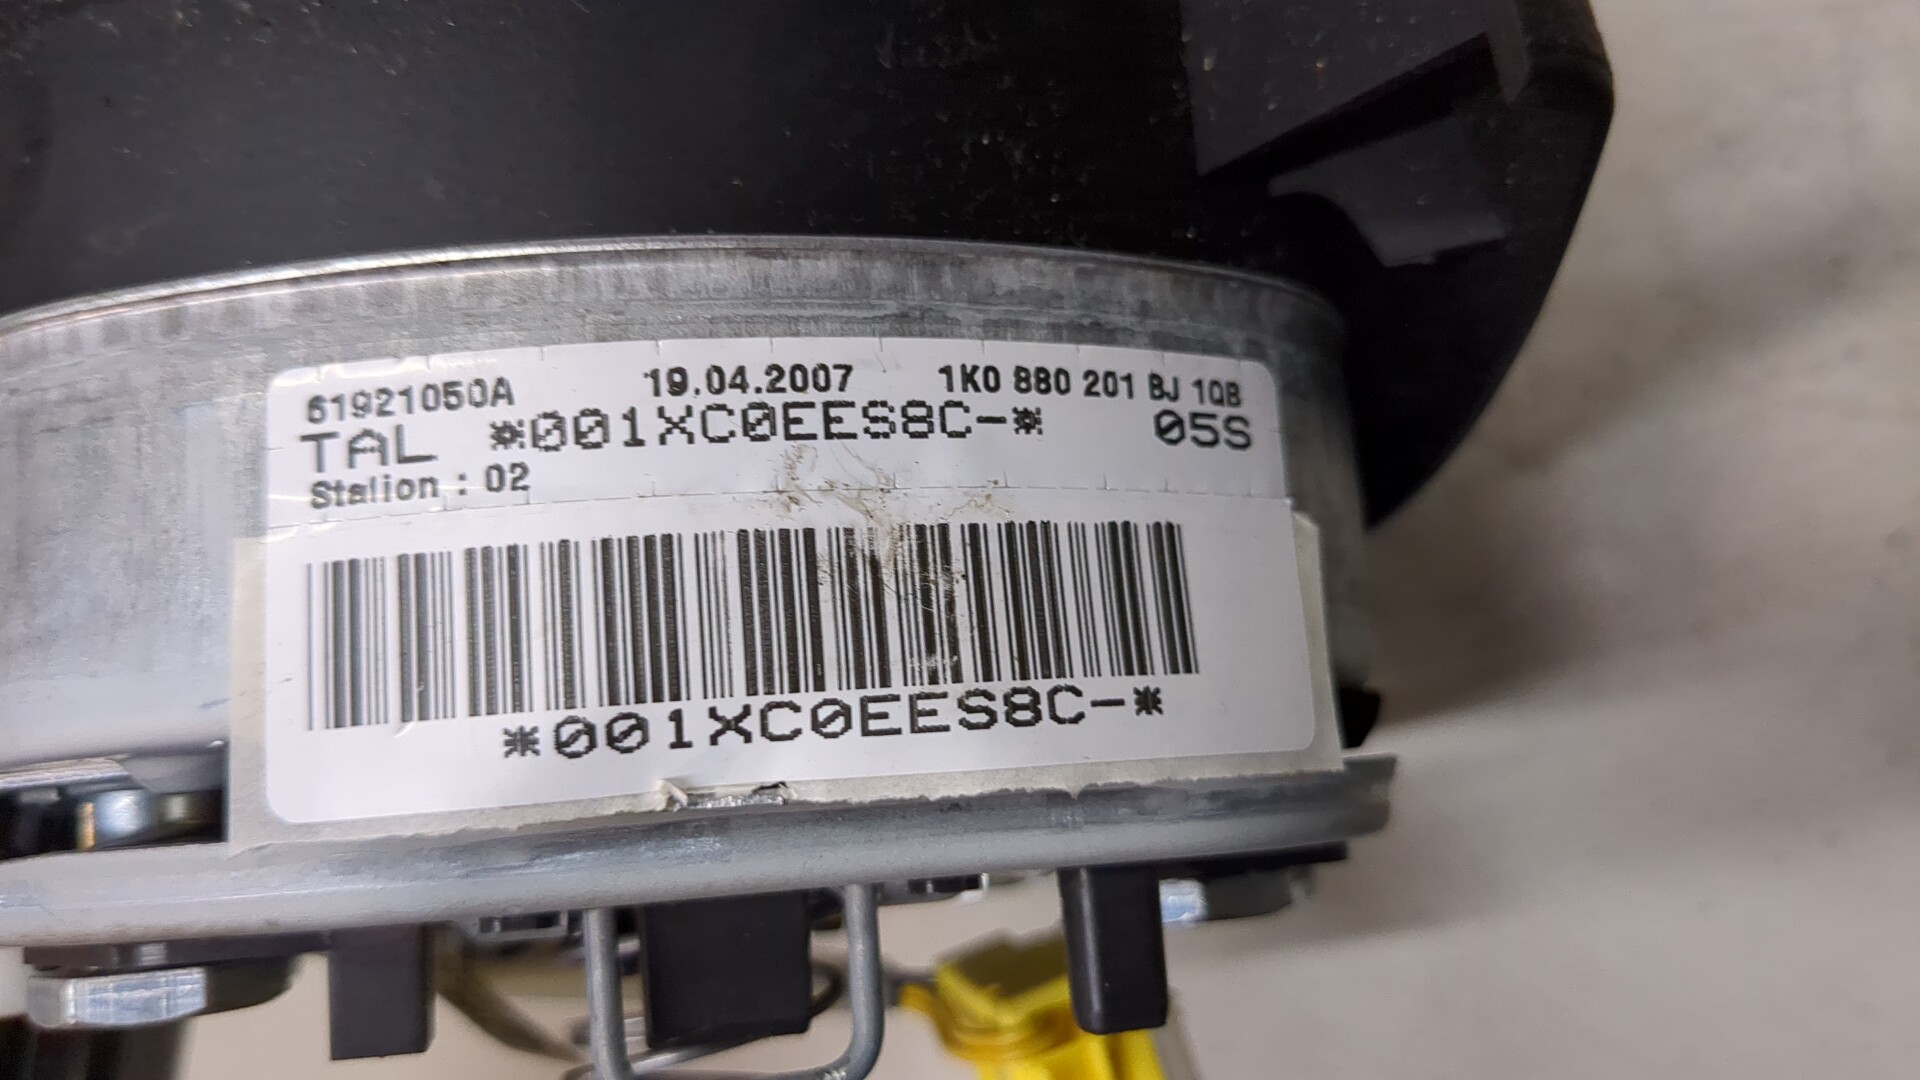 61921050A 19.04.2007 1K0 880 201 BJ 1QB
TAL *001XC0EES8C-* 05S
Station : 02
*001XC0EES8C-*